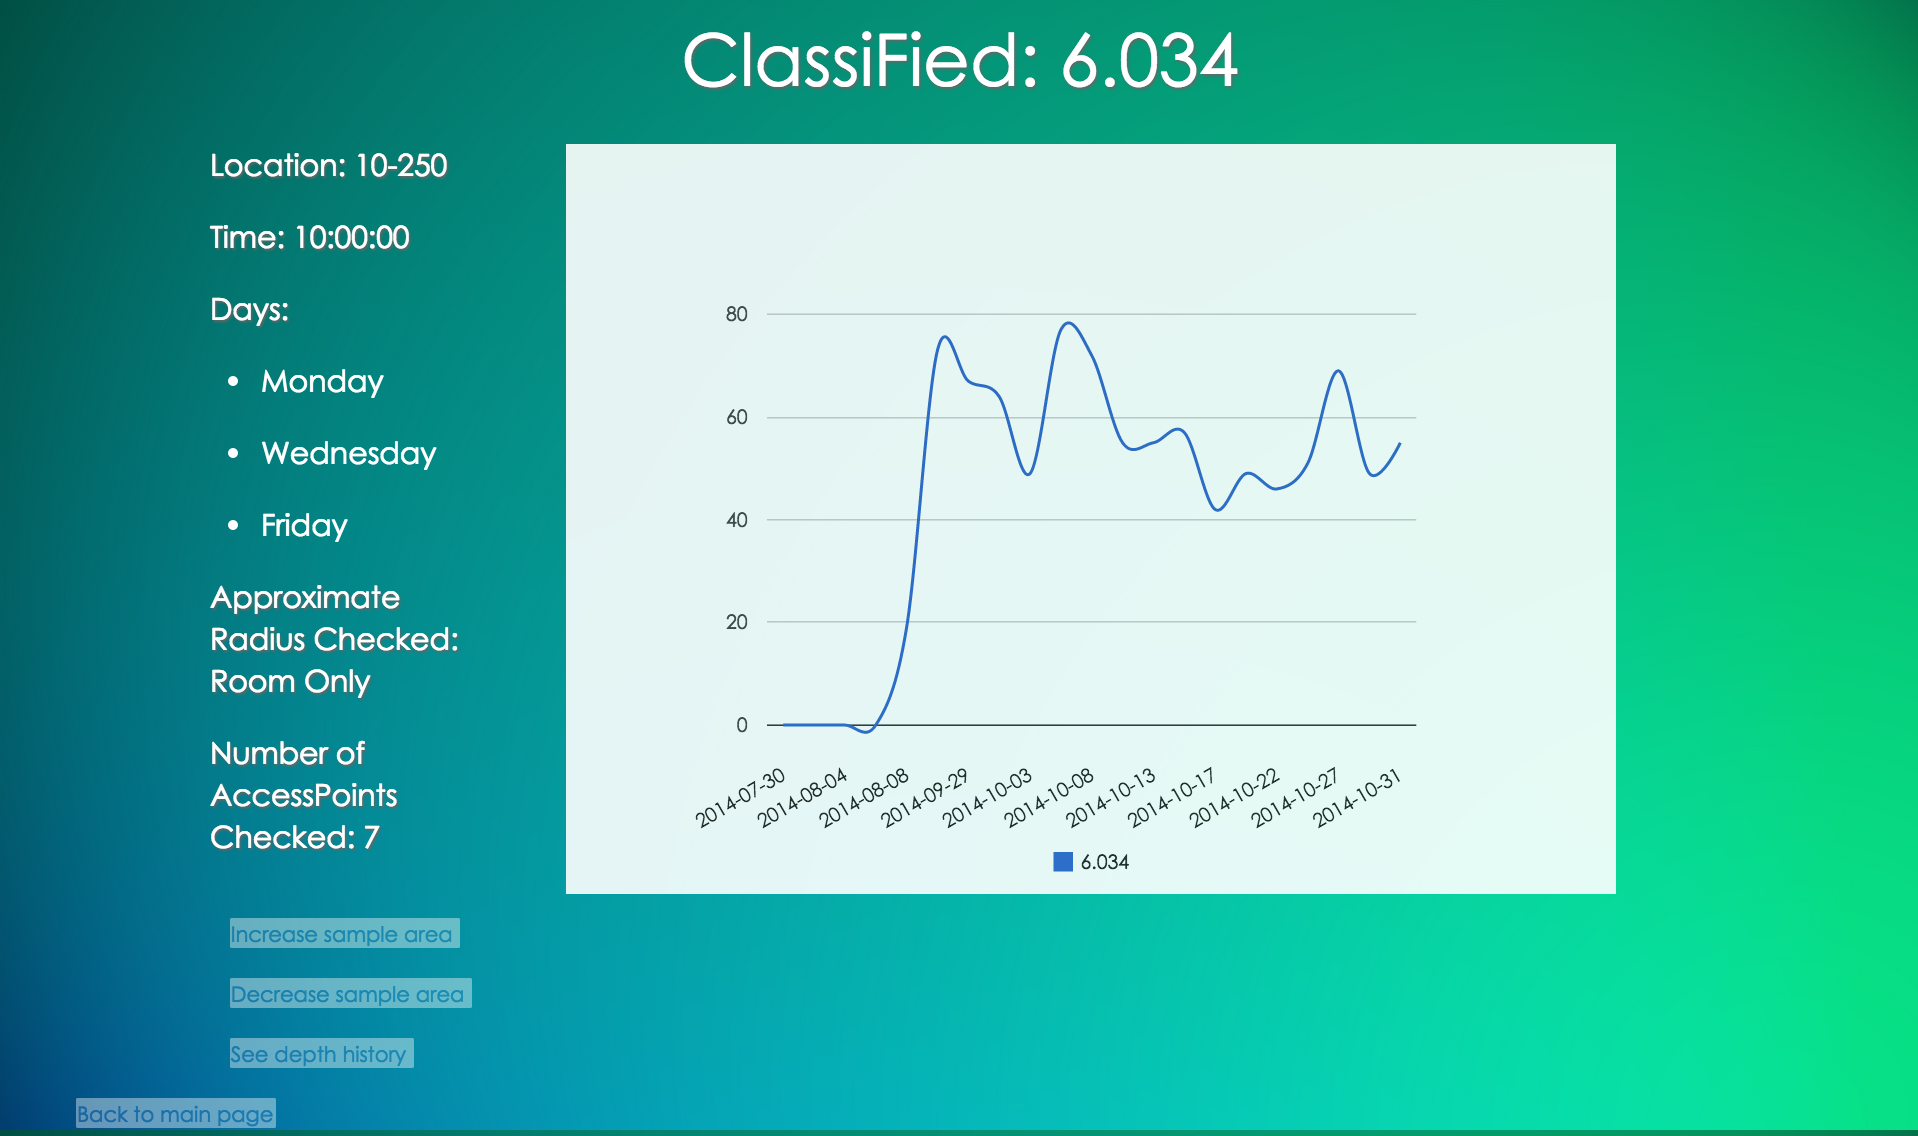 ClassiFied: 6.034
Location: 10-250
Time: 10:00:00
Days:
• Monday
• Wednesday
• Friday
Approximate
Radius Checked:
Room Only
Number of
AccessPoints
Checked: 7
80
60
40
20
0
2014-07-30
2014-08-04
2014-08-08
2014-09-29
2014-10-03
2014-10-08
2014-10-13
2014-10-17
2014-10-22
2014-10-27
2014-10-31
6.034
Increase sample area
Decrease sample area
See depth history
Back to main page